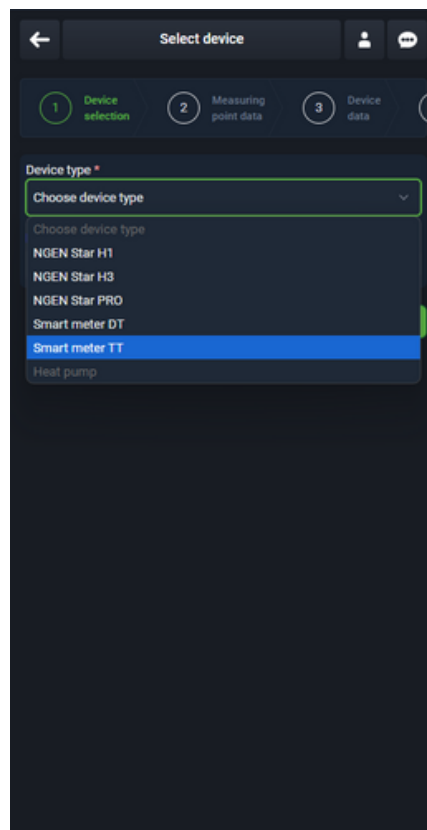 Select device
1
Device
selection
2
Measuring
point data
3
Device
data
Device type *
Choose device type
Choose device type
NGEN Star H1
NGEN Star H3
NGEN Star PRO
Smart meter DT
Smart meter TT
Heat pump